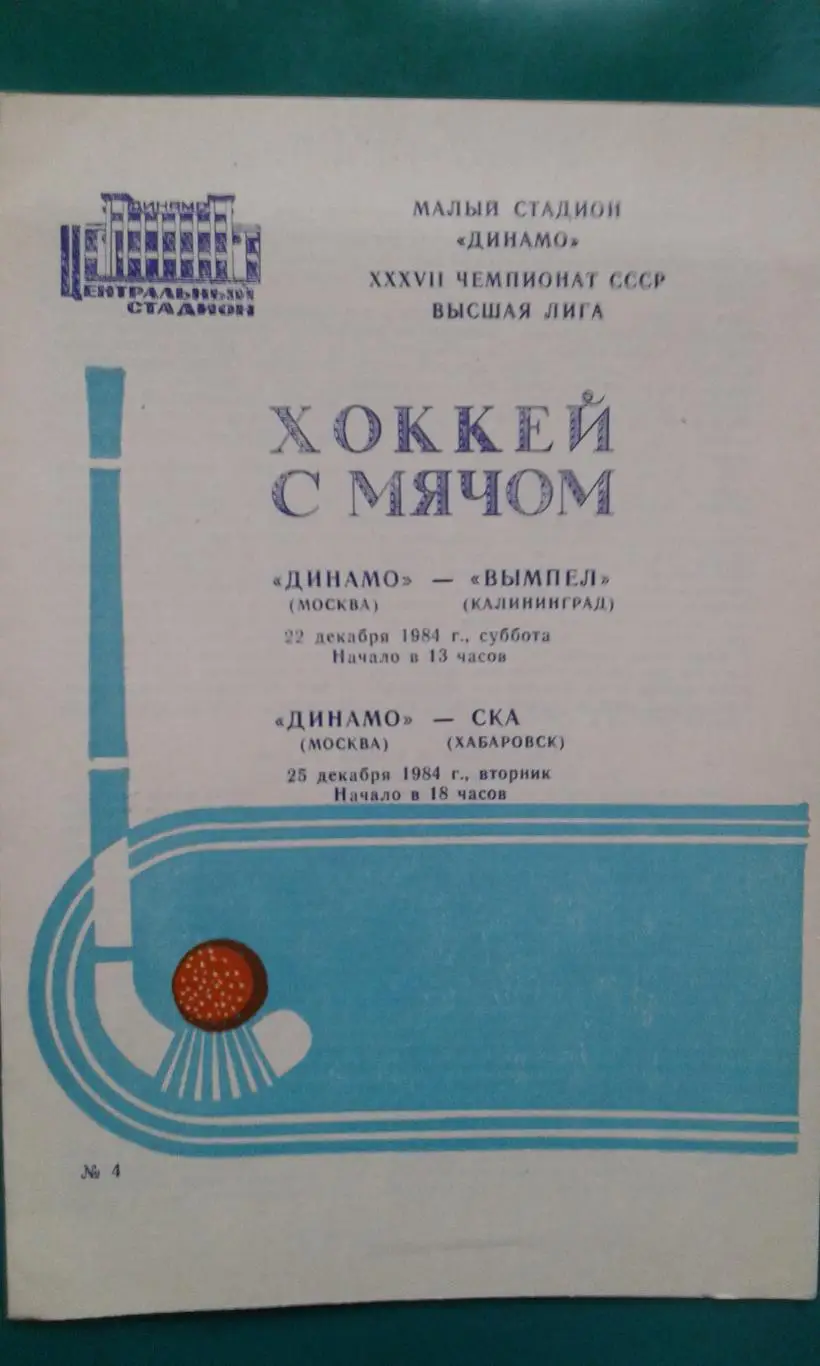 ДИНАМО
ЦЕНТРАЛЬНЫЙ
СТАДИОН
МАЛЫЙ СТАДИОН
«ДИНАМО»
XXXVII ЧЕМПИОНАТ СССР
ВЫСШАЯ ЛИГА
ХОККЕЙ
С МЯЧОМ
«ДИНАМО» — «ВЫМПЕЛ»
(МОСКВА) (КАЛИНИНГРАД)
22 декабря 1984 г., суббота
Начало в 13 часов
«ДИНАМО» — СКА
(МОСКВА) (ХАБАРОВСК)
25 декабря 1984 г., вторник
Начало в 18 часов
№ 4